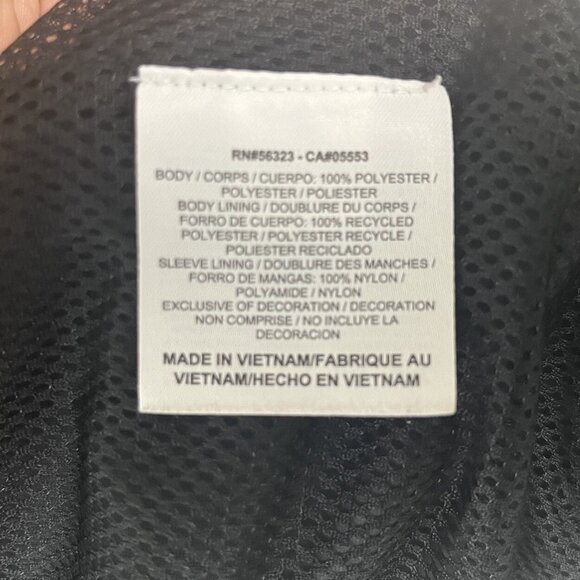 RN#56323 - CA#05553
BODY / CORPS / CUERPO: 100% POLYESTER /
POLYESTER / POLIESTER
BODY LINING / DOUBLURE DU CORPS /
FORRO DE CUERPO: 100% RECYCLED
POLYESTER / POLYESTER RECYCLE /
POLIESTER RECICLADO
SLEEVE LINING / DOUBLURE DES MANCHES /
FORRO DE MANGAS: 100% NYLON /
POLYAMIDE / NYLON
EXCLUSIVE OF DECORATION / DECORATION
NON COMPRISE / NO INCLUYE LA
DECORACION
MADE IN VIETNAM/FABRIQUE AU
VIETNAM/HECHO EN VIETNAM